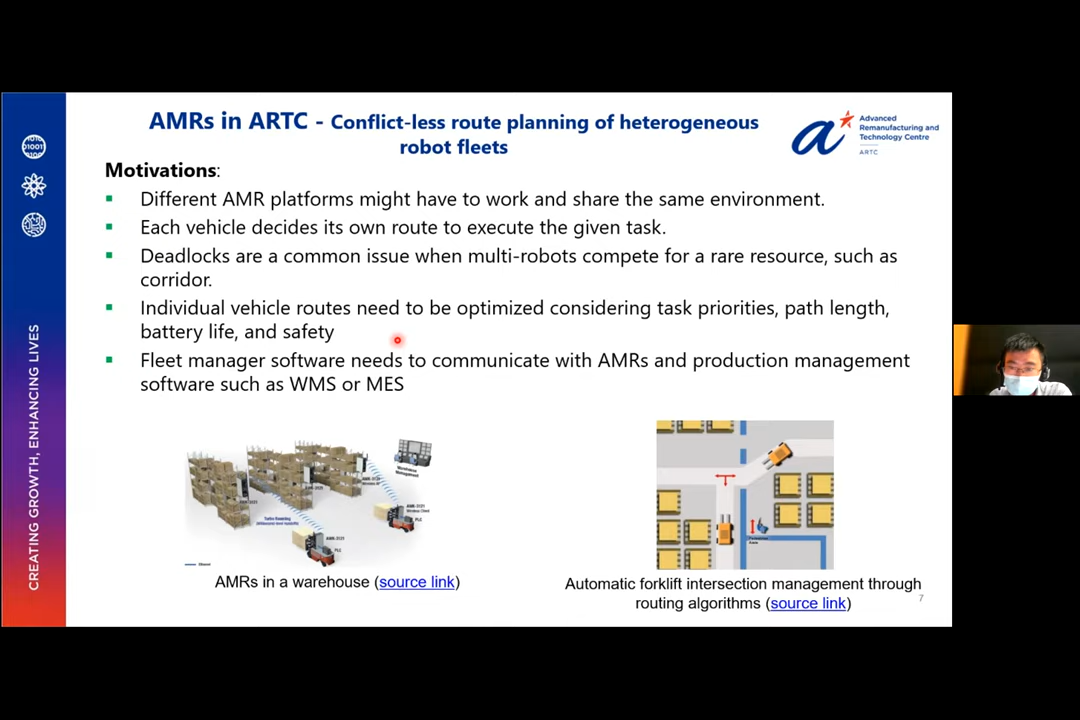 AMRs in ARTC - Conflict-less route planning of heterogeneous
robot fleets
Advanced
Remanufacturing and
Technology Centre
ARTC
Motivations:
Different AMR platforms might have to work and share the same environment.
Each vehicle decides its own route to execute the given task.
Deadlocks are a common issue when multi-robots compete for a rare resource, such as
corridor.
Individual vehicle routes need to be optimized considering task priorities, path length,
battery life, and safety
Fleet manager software needs to communicate with AMRs and production management
software such as WMS or MES
CREATING GROWTH, ENHANCING LIVES
AMRs in a warehouse (source link)
Automatic forklift intersection management through
routing algorithms (source link)
7